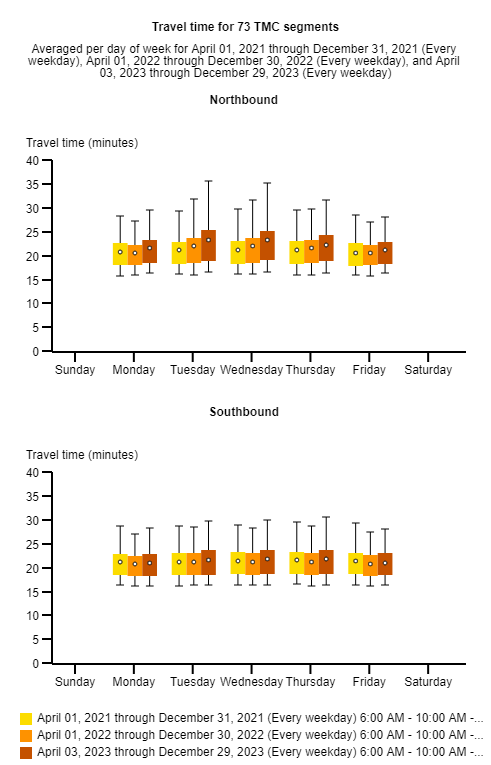 Travel time for 73 TMC segments
Averaged per day of week for April 01, 2021 through December 31, 2021 (Every
weekday), April 01, 2022 through December 30, 2022 (Every weekday), and April
03, 2023 through December 29, 2023 (Every weekday)
Northbound
Travel time (minutes)
40
35
30
25
20
15
10
5
0
Sunday Monday Tuesday Wednesday Thursday Friday Saturday
Southbound
Travel time (minutes)
40
35
30
25
20
15
10
5
0
Sunday Monday Tuesday Wednesday Thursday Friday Saturday
April 01, 2021 through December 31, 2021 (Every weekday) 6:00 AM - 10:00 AM -...
April 01, 2022 through December 30, 2022 (Every weekday) 6:00 AM - 10:00 AM -...
April 03, 2023 through December 29, 2023 (Every weekday) 6:00 AM - 10:00 AM -...